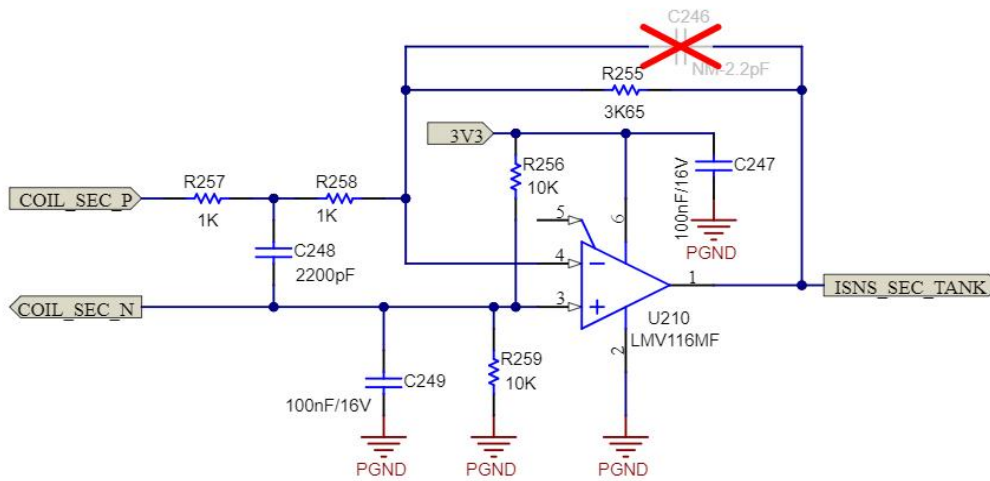 C246
NM-2.2pF
R255
3K65
3V3
R256
10K
C247
100nF/16V
PGND
COIL_SEC_P
R257
1K
R258
1K
C248
2200pF
5
6
4
3
1
2
U210
LMV116MF
ISNS_SEC_TANK
COIL_SEC_N
C249
100nF/16V
R259
10K
PGND
PGND
PGND